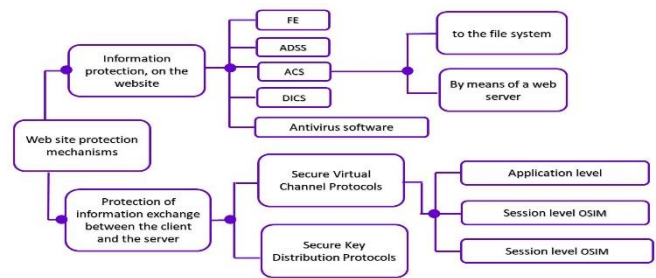 Web site protection
mechanisms
Information
protection, on the
website
FE
ADSS
ACS
DICS
Antivirus software
to the file system
By means of a web
server
Protection of
information exchange
between the client
and the server
Secure Virtual
Channel Protocols
Secure Key
Distribution Protocols
Application level
Session level OSIM
Session level OSIM